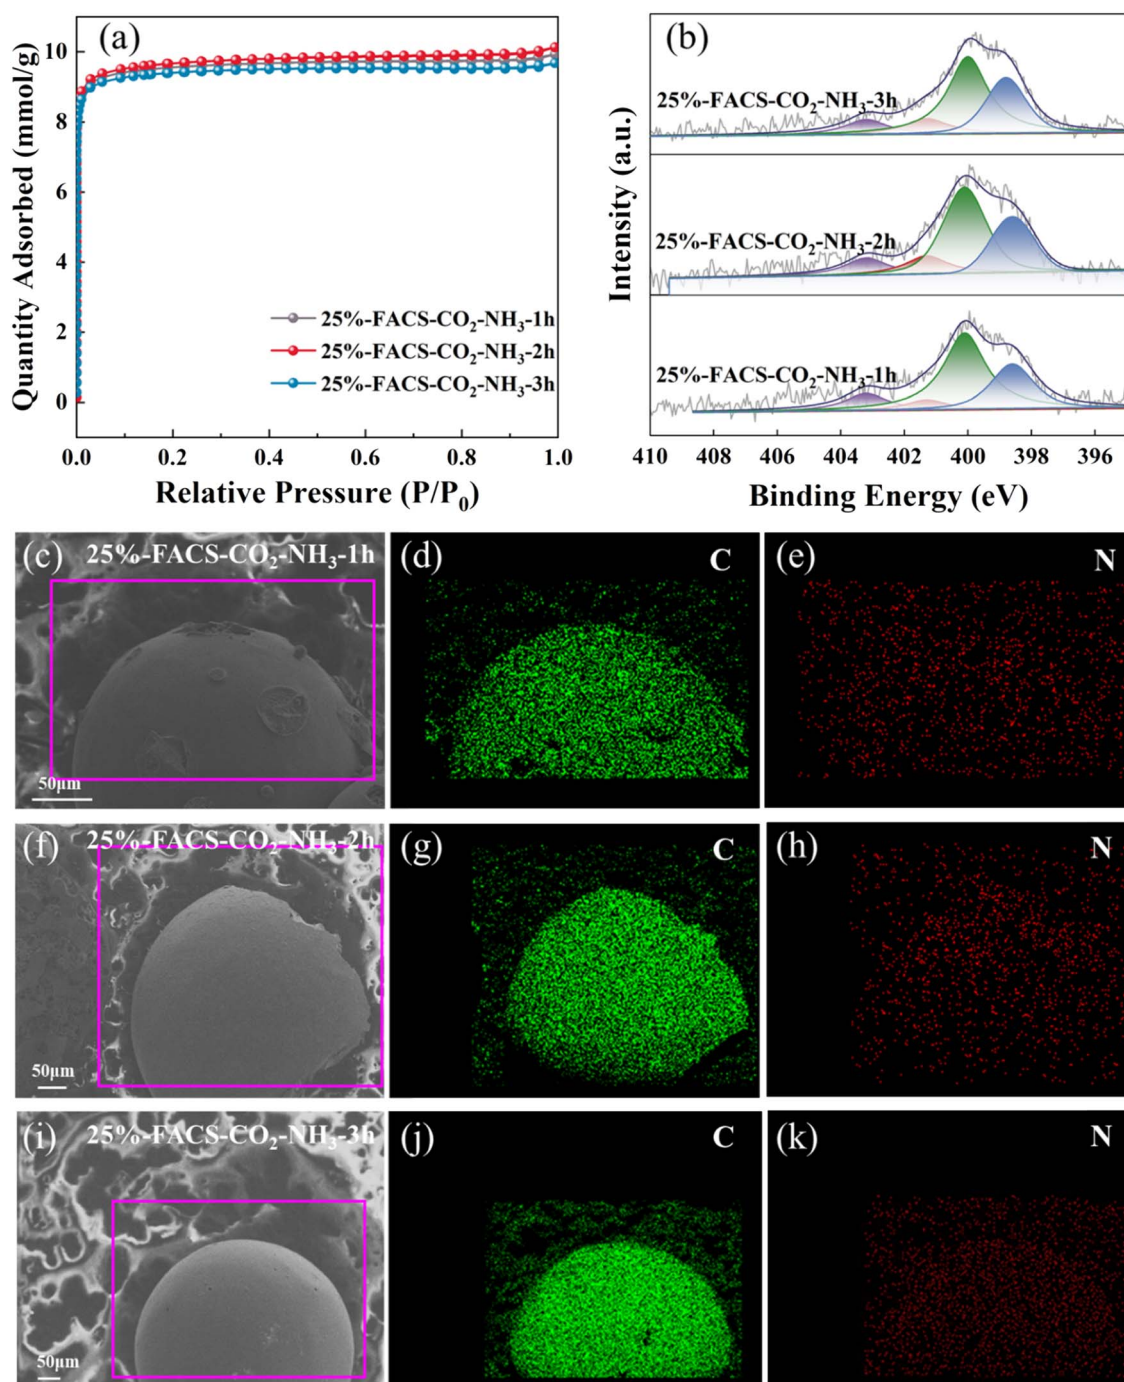 (a)
Quantity Adsorbed (mmol/g)
10
8
6
4
2
0
25%-FACS-CO₂-NH₃-1h
25%-FACS-CO₂-NH₃-2h
25%-FACS-CO₂-NH₃-3h
0.0 0.2 0.4 0.6 0.8 1.0
Relative Pressure (P/P₀)
(b)
Intensity (a.u.)
25%-FACS-CO₂-NH₃-3h
25%-FACS-CO₂-NH₃-2h
25%-FACS-CO₂-NH₃-1h
410 408 406 404 402 400 398 396
Binding Energy (eV)
(c) 25%-FACS-CO₂-NH₃-1h
50μm
(d) C
(e) N
(f) 25%-FACS-CO₂-NH₃-2h
50μm
(g) C
(h) N
(i) 25%-FACS-CO₂-NH₃-3h
50μm
(j) C
(k) N